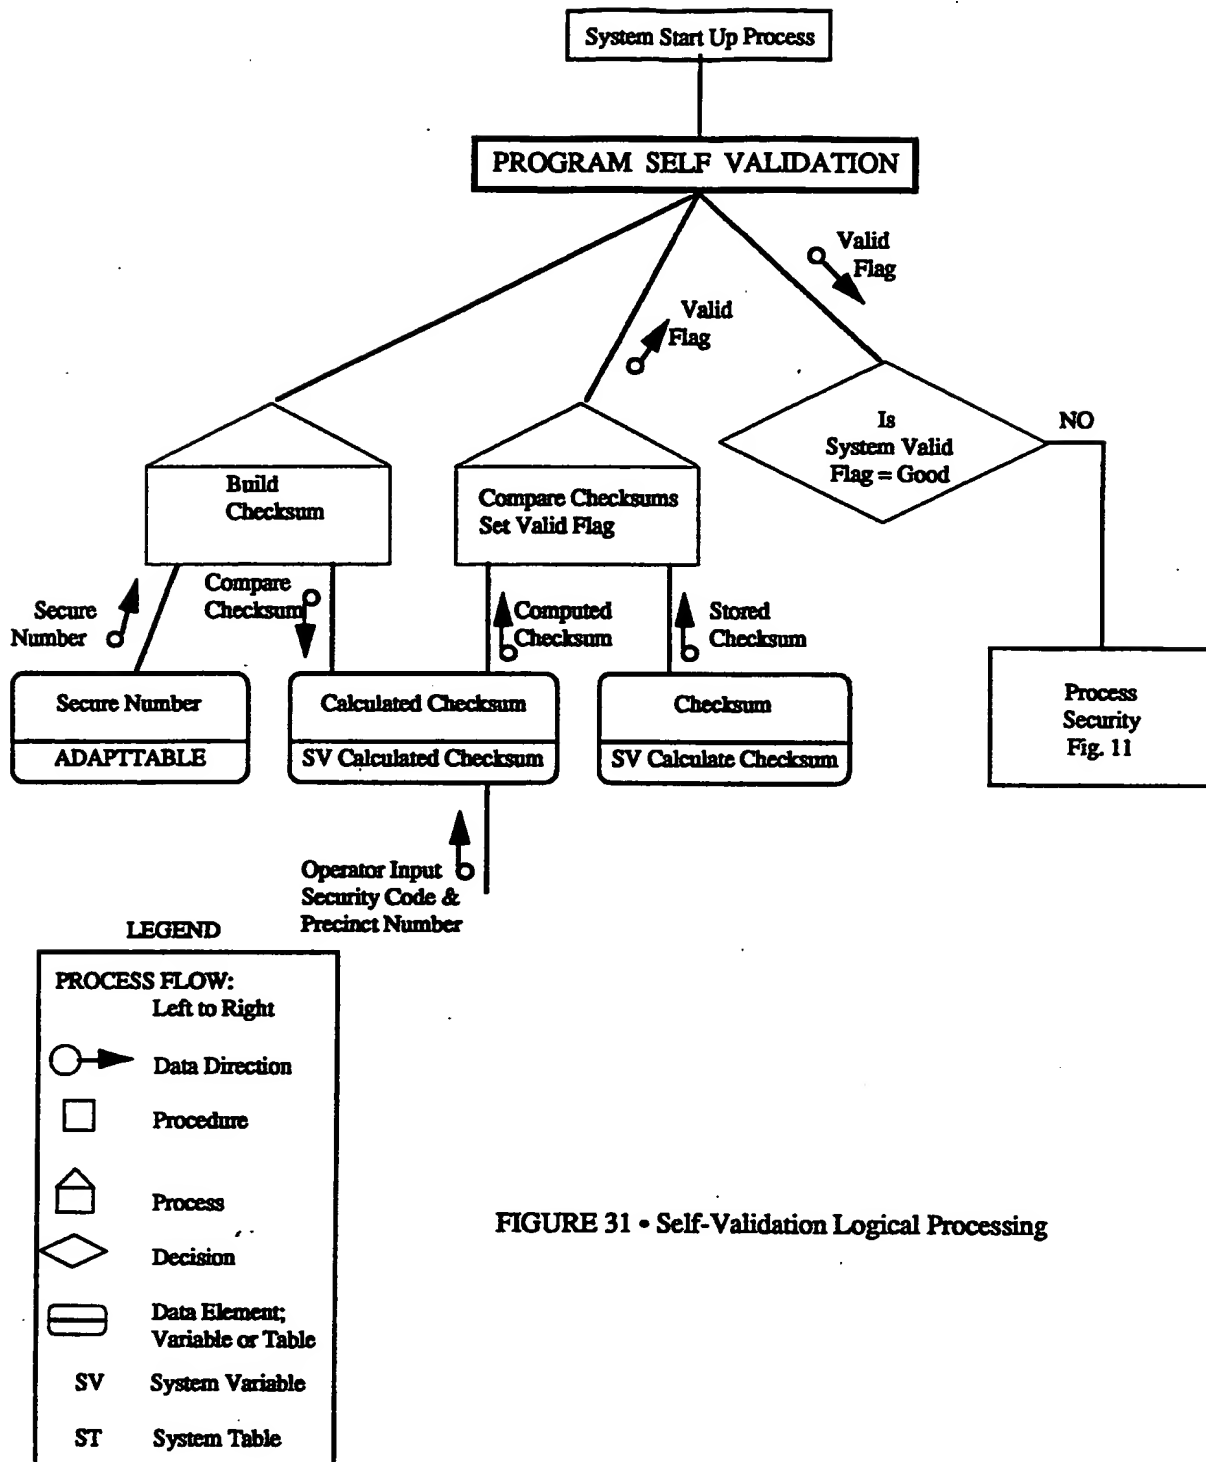 System Start Up Process
PROGRAM SELF VALIDATION
Valid
Flag
Valid
Flag
Build
Checksum
Compare Checksums
Set Valid Flag
Is
System Valid
Flag = Good
NO
Secure
Number
Compare
Checksum
Computed
Checksum
Stored
Checksum
Secure Number
ADAPTTABLE
Calculated Checksum
SV Calculated Checksum
Checksum
SV Calculate Checksum
Process
Security
Fig. 11
Operator Input
Security Code &
Precinct Number
LEGEND
PROCESS FLOW:
Left to Right
Data Direction
Procedure
Process
Decision
Data Element;
Variable or Table
SV System Variable
ST System Table
FIGURE 31 • Self-Validation Logical Processing